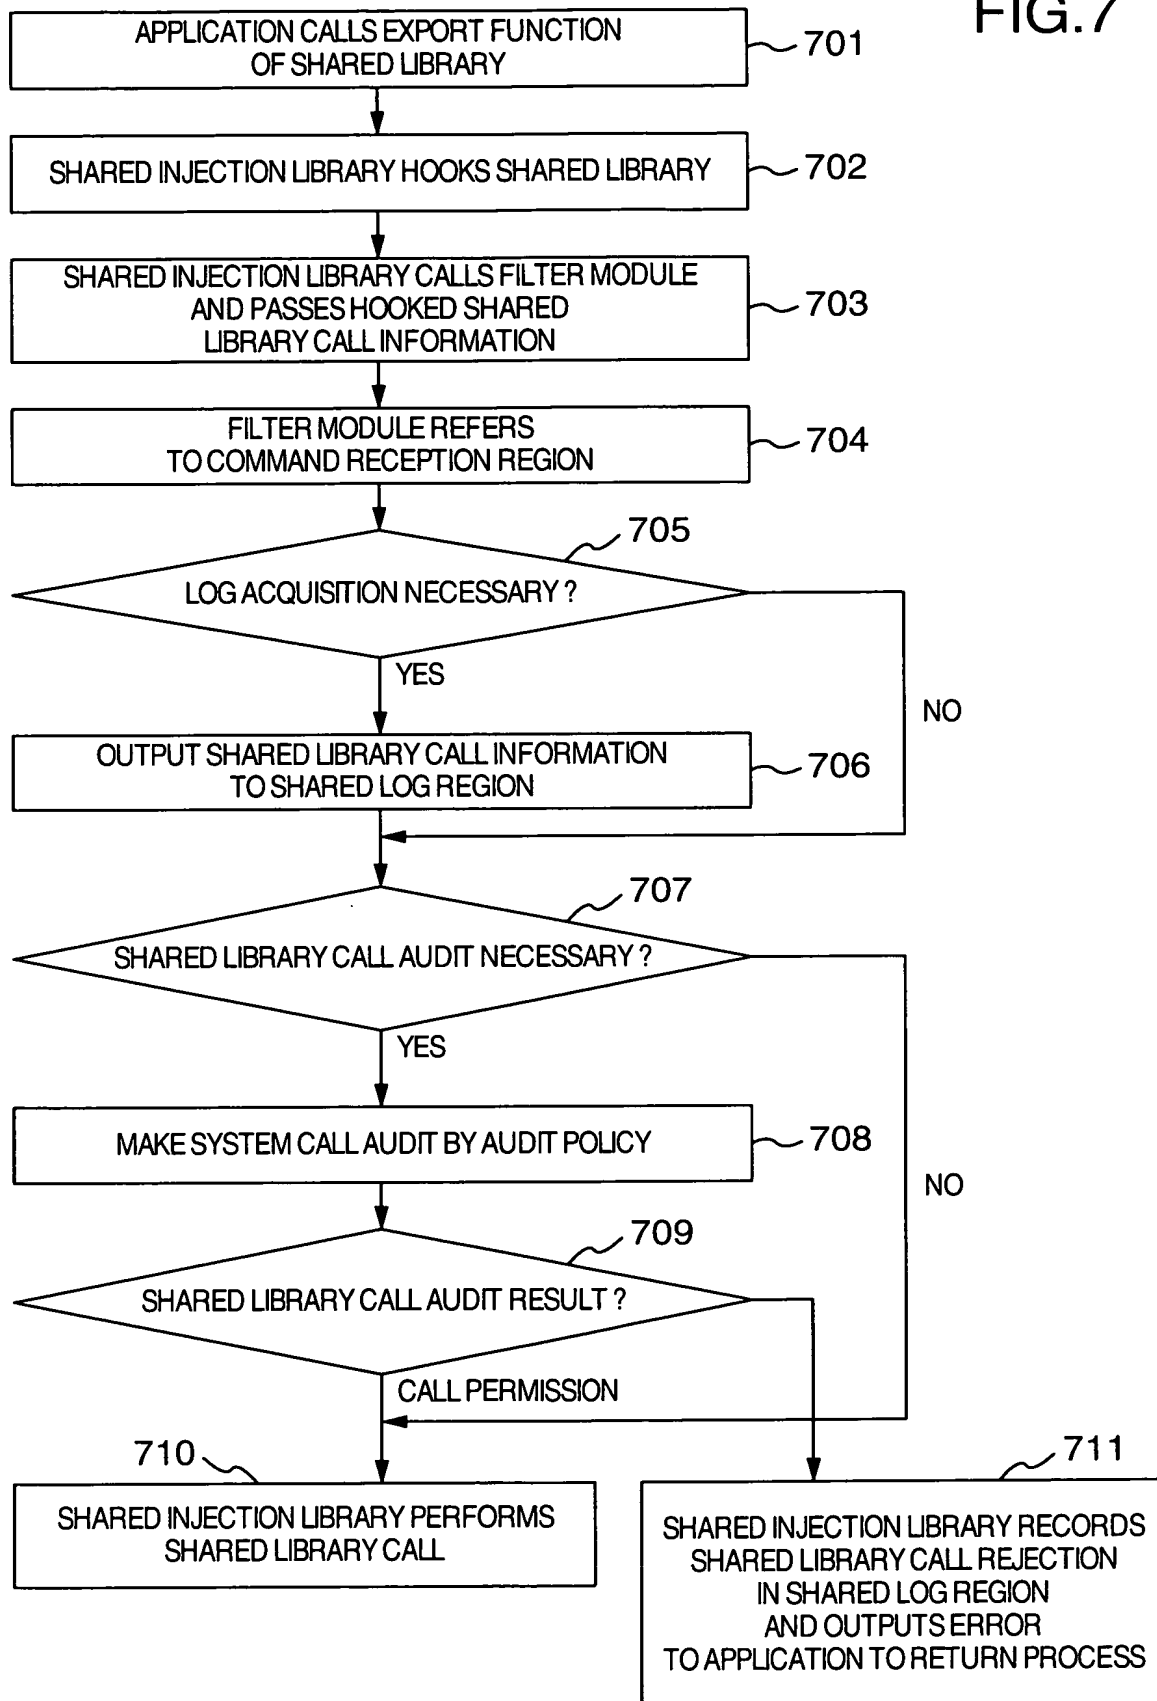 FIG.7
APPLICATION CALLS EXPORT FUNCTION
OF SHARED LIBRARY
701
SHARED INJECTION LIBRARY HOOKS SHARED LIBRARY
702
SHARED INJECTION LIBRARY CALLS FILTER MODULE
AND PASSES HOOKED SHARED
LIBRARY CALL INFORMATION
703
FILTER MODULE REFERS
TO COMMAND RECEPTION REGION
704
705
LOG ACQUISITION NECESSARY ?
YES
NO
OUTPUT SHARED LIBRARY CALL INFORMATION
TO SHARED LOG REGION
706
707
SHARED LIBRARY CALL AUDIT NECESSARY ?
YES
MAKE SYSTEM CALL AUDIT BY AUDIT POLICY
708
NO
709
SHARED LIBRARY CALL AUDIT RESULT ?
CALL PERMISSION
710
SHARED INJECTION LIBRARY PERFORMS
SHARED LIBRARY CALL
711
SHARED INJECTION LIBRARY RECORDS
SHARED LIBRARY CALL REJECTION
IN SHARED LOG REGION
AND OUTPUTS ERROR
TO APPLICATION TO RETURN PROCESS